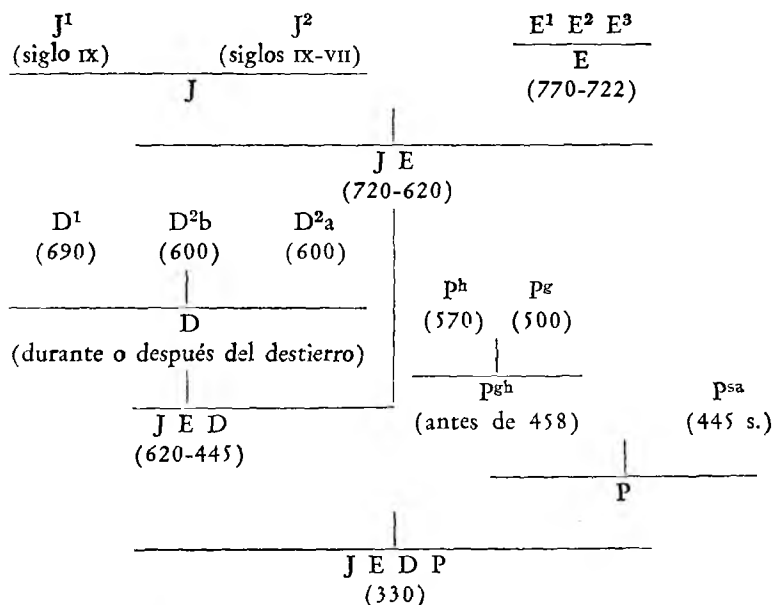 J¹ J² E¹ E² E³
(siglo IX) (siglos IX-VII)
J E
(770-722)
J E
(720-620)
D¹ D²b D²a
(690) (600) (600)
Pʰ Pᵍ
(570) (500)
D
(durante o después del destierro)
Pᵍʰ Pˢᵃ
(antes de 458) (445 s.)
J E D
(620-445)
P
J E D P
(330)